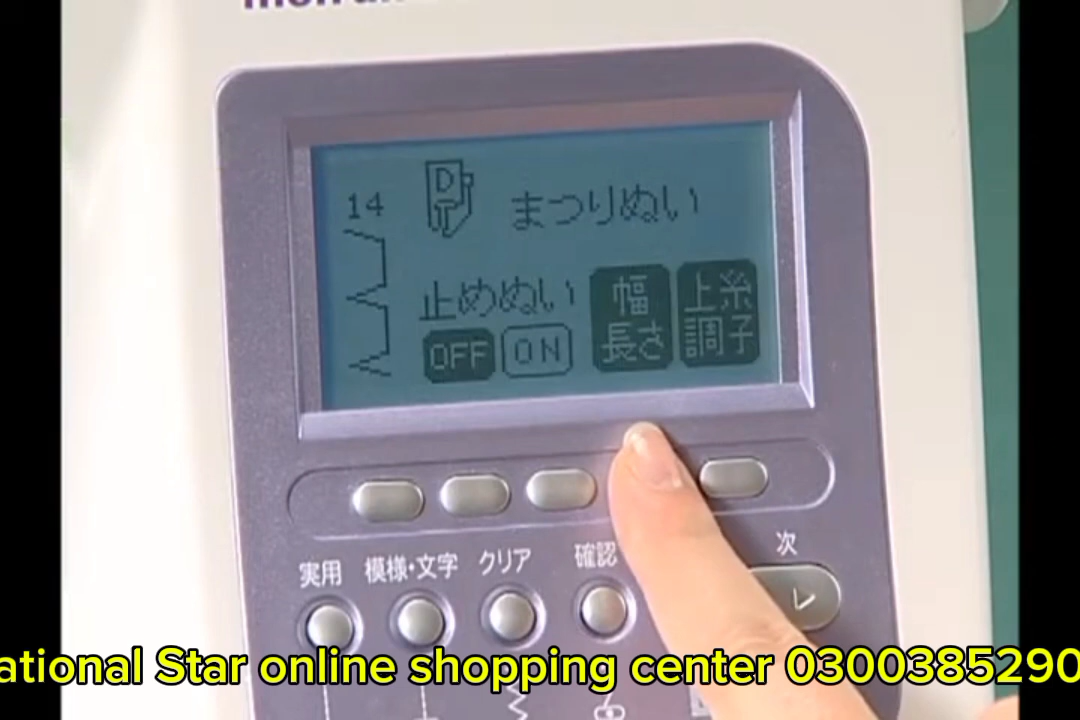 14
D
まつりぬい
止めぬい
OFF ON
幅
長さ
上糸
調子
実用 模様・文字 クリア 確認 次
ational Star online shopping center 0300385290